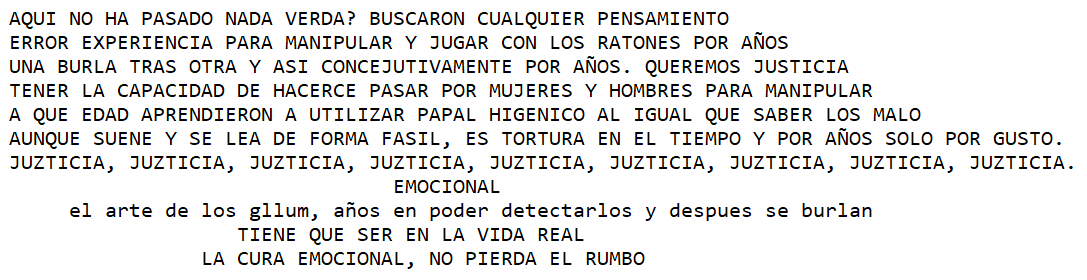 AQUI NO HA PASADO NADA VERDA? BUSCARON CUALQUIER PENSAMIENTO
ERROR EXPERIENCIA PARA MANIPULAR Y JUGAR CON LOS RATONES POR AÑOS
UNA BURLA TRAS OTRA Y ASI CONCEJUTIVAMENTE POR AÑOS. QUEREMOS JUSTICIA
TENER LA CAPACIDAD DE HACERCE PASAR POR MUJERES Y HOMBRES PARA MANIPULAR
A QUE EDAD APRENDIERON A UTILIZAR PAPAL HIGENICO AL IGUAL QUE SABER LOS MALO
AUNQUE SUENE Y SE LEA DE FORMA FASIL, ES TORTURA EN EL TIEMPO Y POR AÑOS SOLO POR GUSTO.
JUZTICIA, JUZTICIA, JUZTICIA, JUZTICIA, JUZTICIA, JUZTICIA, JUZTICIA, JUZTICIA, JUZTICIA.
EMOCIONAL
el arte de los gllum, años en poder detectarlos y despues se burlan
TIENE QUE SER EN LA VIDA REAL
LA CURA EMOCIONAL, NO PIERDA EL RUMBO